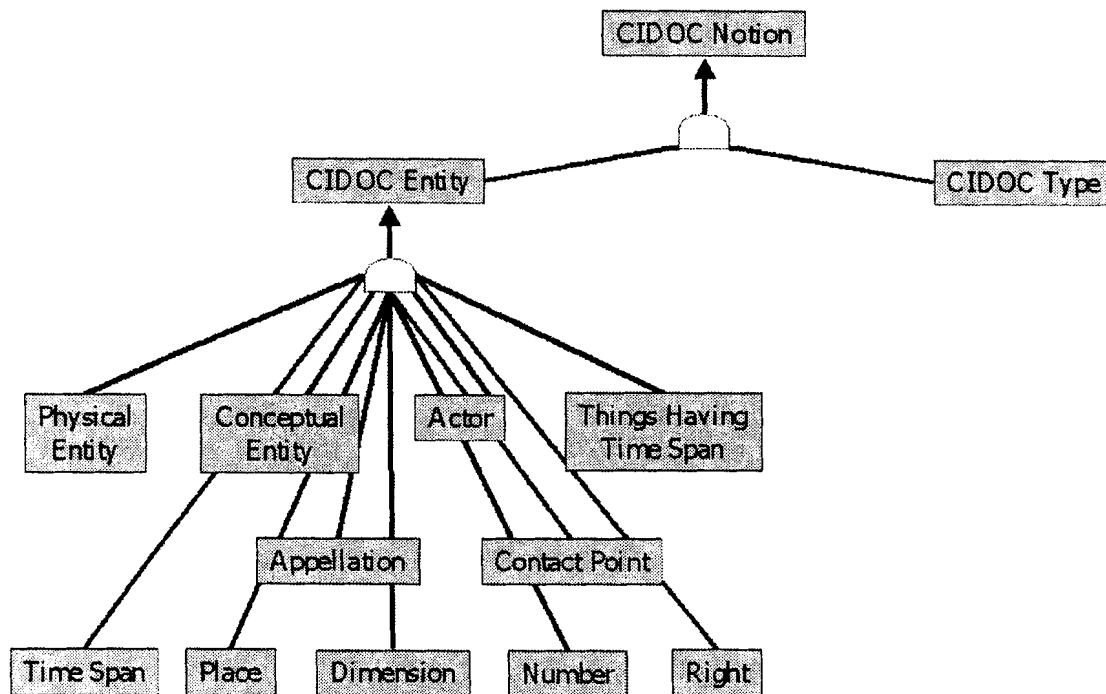 CIDOC Notion
CIDOC Entity
CIDOC Type
Physical
Entity
Conceptual
Entity
Actor
Things Having
Time Span
Appellation
Contact Point
Time Span
Place
Dimension
Number
Right